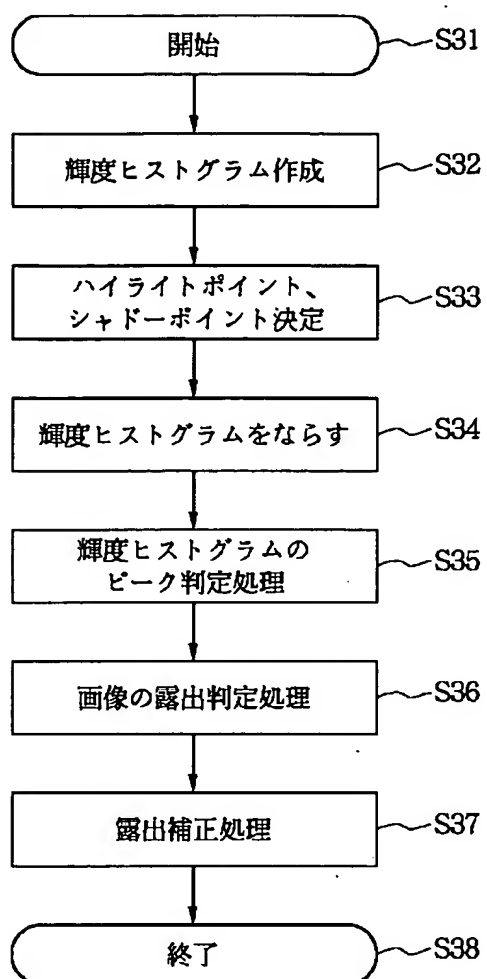 開始
S31
輝度ヒストグラム作成
S32
ハイライトポイント、
シャドーポイント決定
S33
輝度ヒストグラムをならす
S34
輝度ヒストグラムの
ピーク判定処理
S35
画像の露出判定処理
S36
露出補正処理
S37
終了
S38